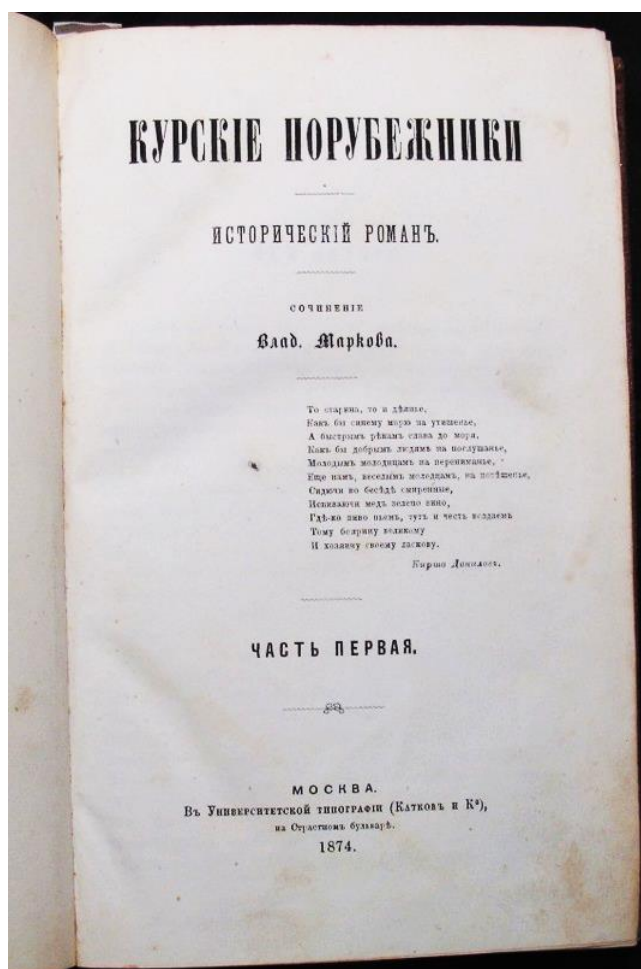 КУРСКІЕ ПОРУБЕЖНИКИ
ИСТОРИЧЕСКІЙ РОМАНЪ.
СОЧИНЕНІЕ
Влад. Маркова.
То старина, то и дѣянье,
Какъ бы синему морю на утишенье,
А быстрымъ рѣкамъ слава до моря,
Какъ бы добрымъ людямъ на послушанье,
Молодымъ молодицамъ на перениманье,
Еще намъ, веселымъ молодцамъ, на потѣшенье,
Сидючи во бесѣдѣ смиренные,
Испиваючи медъ зелено вино,
Гдѣ-ко пиво пьемъ, тутъ и честь воздаемъ
Тому боярину великому
И хозяину своему ласкову.
Кирша Даниловъ.
ЧАСТЬ ПЕРВАЯ.
МОСКВА.
Въ Университетской типографіи (Катковъ и Кº),
на Страстномъ бульварѣ.
1874.